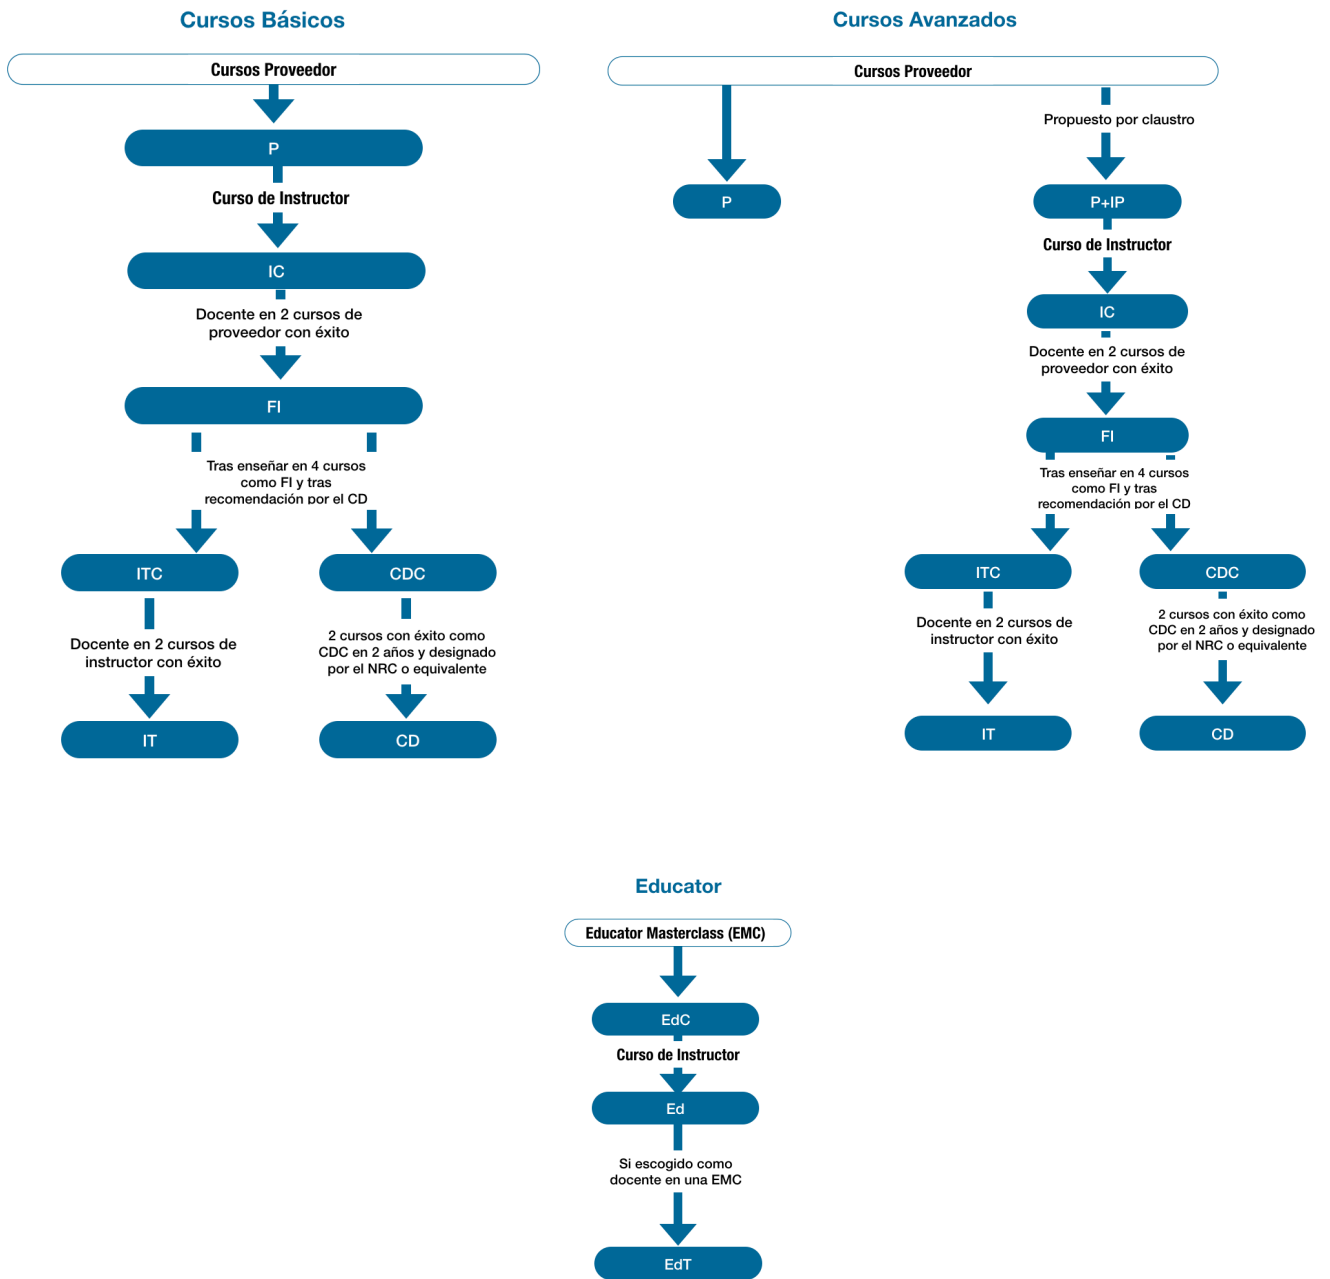 Cursos Básicos
Cursos Proveedor
P
Curso de Instructor
IC
Docente en 2 cursos de
proveedor con éxito
FI
Tras enseñar en 4 cursos
como FI y tras
recomendación por el CD
ITC
CDC
Docente en 2 cursos de
instructor con éxito
2 cursos con éxito como
CDC en 2 años y designado
por el NRC o equivalente
IT
CD
Cursos Avanzados
Cursos Proveedor
Propuesto por claustro
P
P+IP
Curso de Instructor
IC
Docente en 2 cursos de
proveedor con éxito
FI
Tras enseñar en 4 cursos
como FI y tras
recomendación por el CD
ITC
CDC
Docente en 2 cursos de
instructor con éxito
2 cursos con éxito como
CDC en 2 años y designado
por el NRC o equivalente
IT
CD
Educator
Educator Masterclass (EMC)
EdC
Curso de Instructor
Ed
Si escogido como
docente en una EMC
EdT